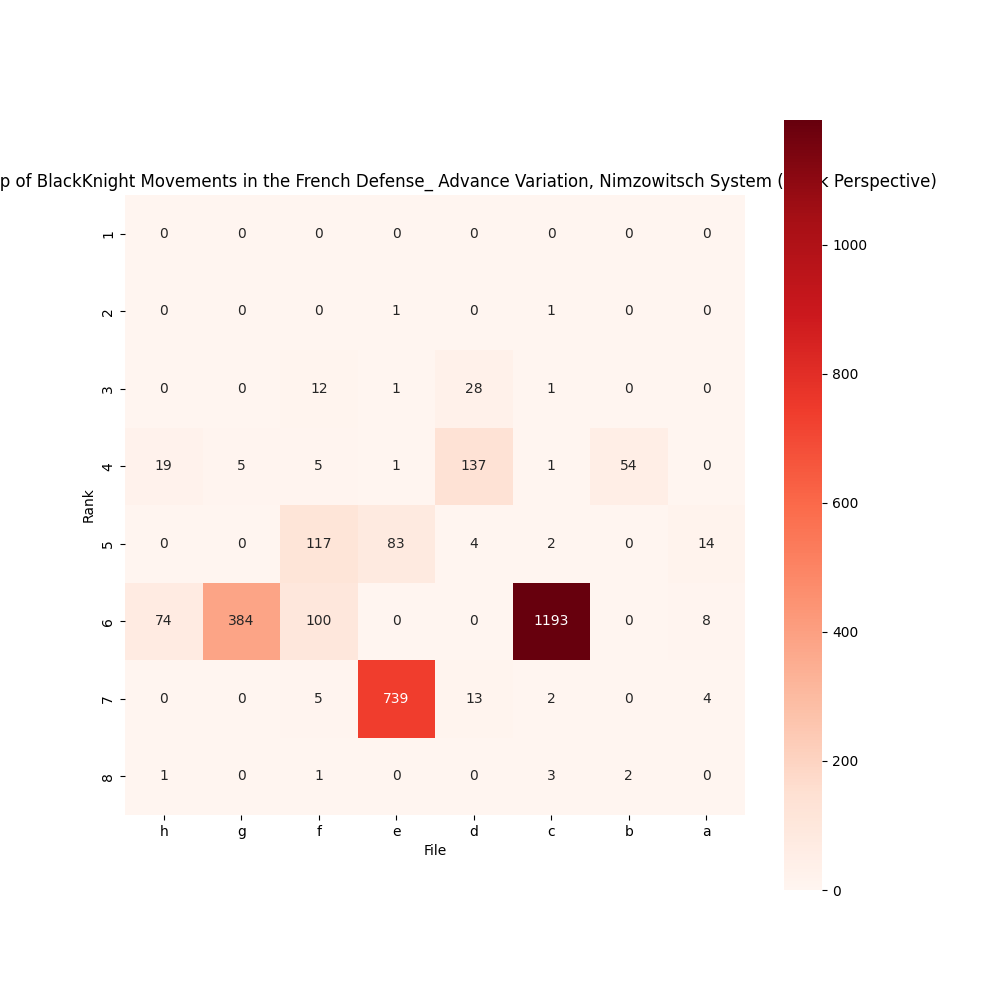 p of BlackKnight Movements in the French Defense_ Advance Variation, Nimzowitsch System ( k Perspective)
1 0 0 0 0 0 0 0 0
2 0 0 0 1 0 1 0 0
3 0 0 12 1 28 1 0 0
4 19 5 5 1 137 1 54 0
5 0 0 117 83 4 2 0 14
6 74 384 100 0 0 1193 0 8
7 0 0 5 739 13 2 0 4
8 1 0 1 0 0 3 2 0
Rank
h g f e d c b a
File
1000
800
600
400
200
0